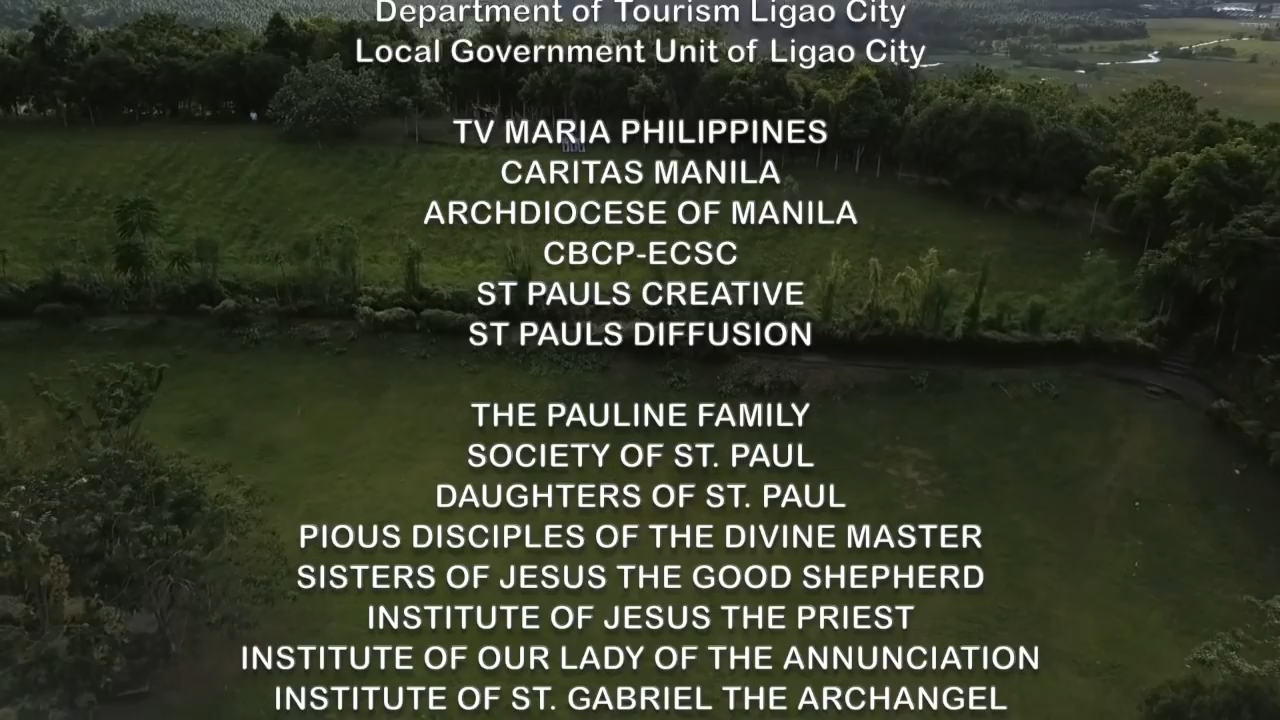 Department of Tourism Ligao City
Local Government Unit of Ligao City
TV MARIA PHILIPPINES
CARITAS MANILA
ARCHDIOCESE OF MANILA
CBCP-ECSC
ST PAULS CREATIVE
ST PAULS DIFFUSION
THE PAULINE FAMILY
SOCIETY OF ST. PAUL
DAUGHTERS OF ST. PAUL
PIOUS DISCIPLES OF THE DIVINE MASTER
SISTERS OF JESUS THE GOOD SHEPHERD
INSTITUTE OF JESUS THE PRIEST
INSTITUTE OF OUR LADY OF THE ANNUNCIATION
INSTITUTE OF ST. GABRIEL THE ARCHANGEL